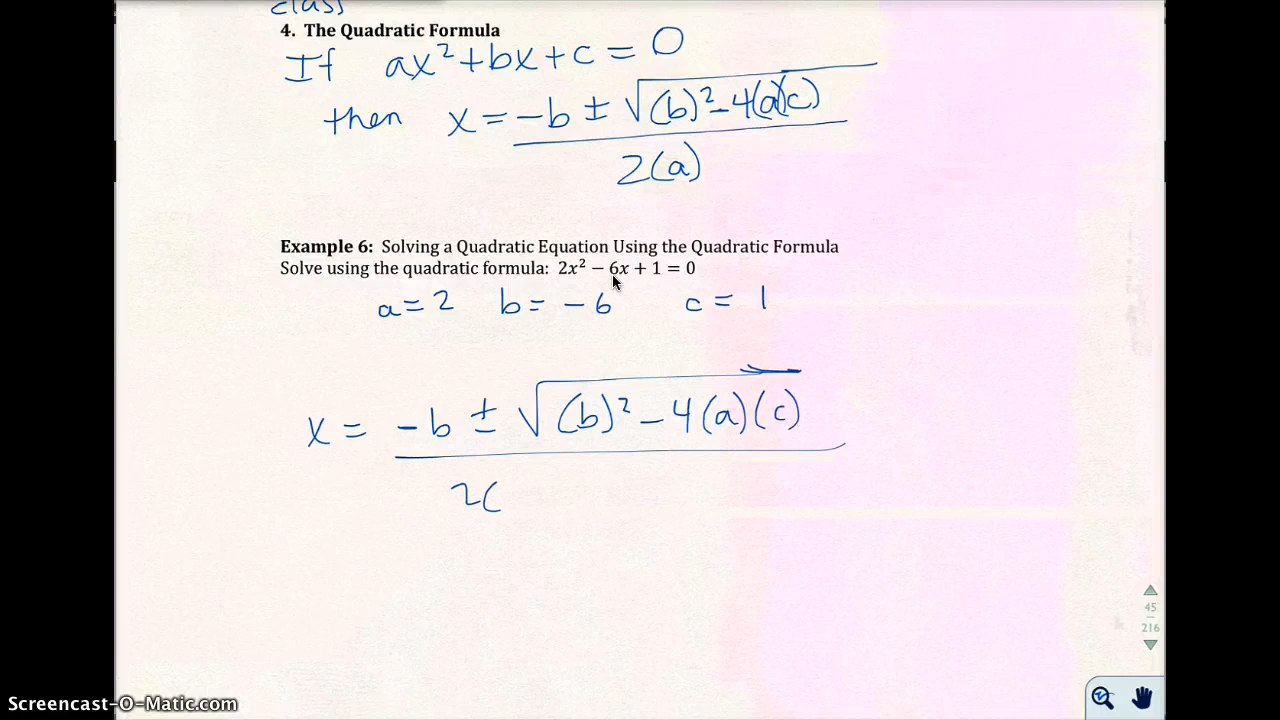 class
4. The Quadratic Formula
If ax²+bx+c=0
then x = -b ± √(b)²-4(a)(c)
2(a)
Example 6: Solving a Quadratic Equation Using the Quadratic Formula
Solve using the quadratic formula: 2x² − 6x + 1 = 0
a=2 b= -6 c = 1
x = -b ± √(b)² - 4(a)(c)
2(
45
216
Screencast-O-Matic.com